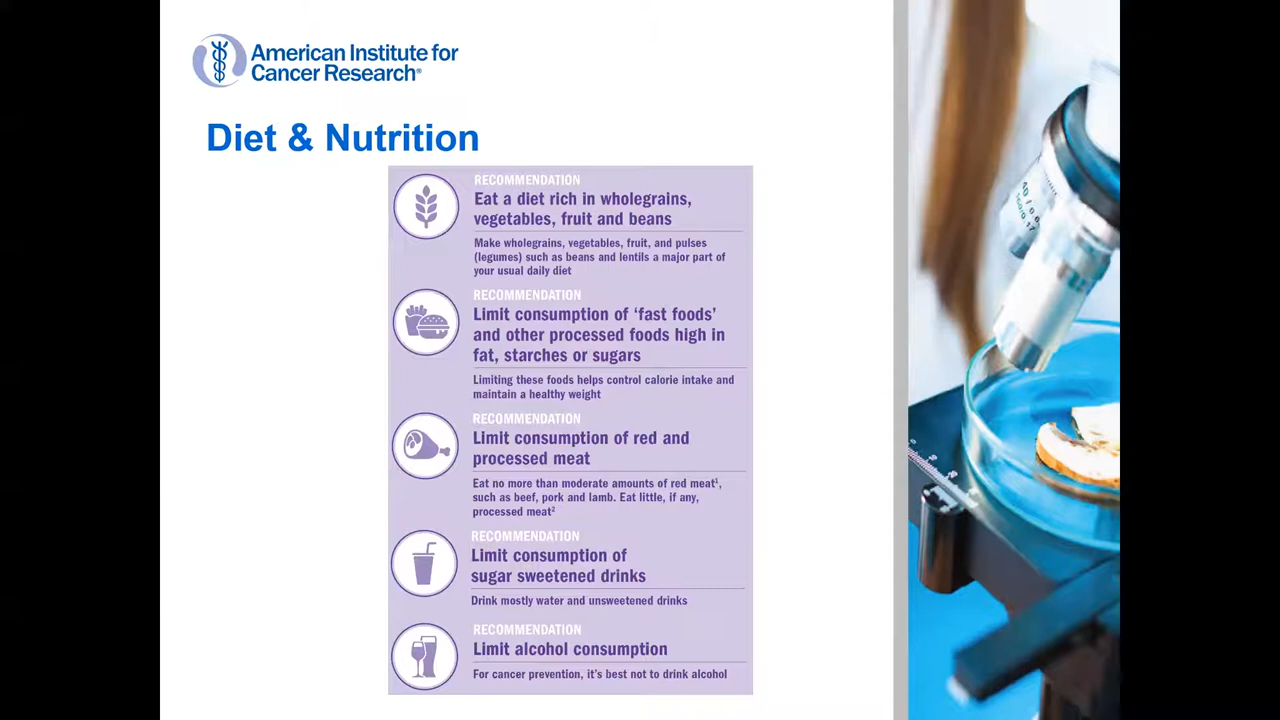 American Institute for
Cancer Research®
Diet & Nutrition
RECOMMENDATION
Eat a diet rich in wholegrains,
vegetables, fruit and beans
Make wholegrains, vegetables, fruit, and pulses
(legumes) such as beans and lentils a major part of
your usual daily diet
RECOMMENDATION
Limit consumption of ‘fast foods’
and other processed foods high in
fat, starches or sugars
Limiting these foods helps control calorie intake and
maintain a healthy weight
RECOMMENDATION
Limit consumption of red and
processed meat
Eat no more than moderate amounts of red meat¹,
such as beef, pork and lamb. Eat little, if any,
processed meat²
RECOMMENDATION
Limit consumption of
sugar sweetened drinks
Drink mostly water and unsweetened drinks
RECOMMENDATION
Limit alcohol consumption
For cancer prevention, it’s best not to drink alcohol